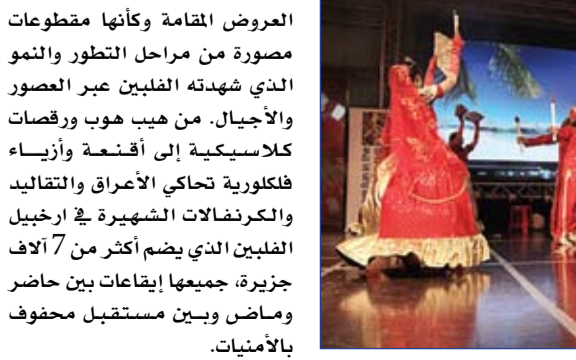 العروض المقامة وكأنها مقطوعات
مصورة من مراحل التطور والنمو
الذي شهدته الفلبين عبر العصور
والأجيال. من هيب هوب ورقصات
كلاسيكية إلى أقنعة وأزياء
فلكلورية تحاكي الأعراق والتقاليد
والكرنفالات الشهيرة في ارخبيل
الفلبين الذي يضم أكثر من 7 آلاف
جزيرة، جميعها إيقاعات بين حاضر
وماض وبين مستقبل محفوف
بالأمنيات.